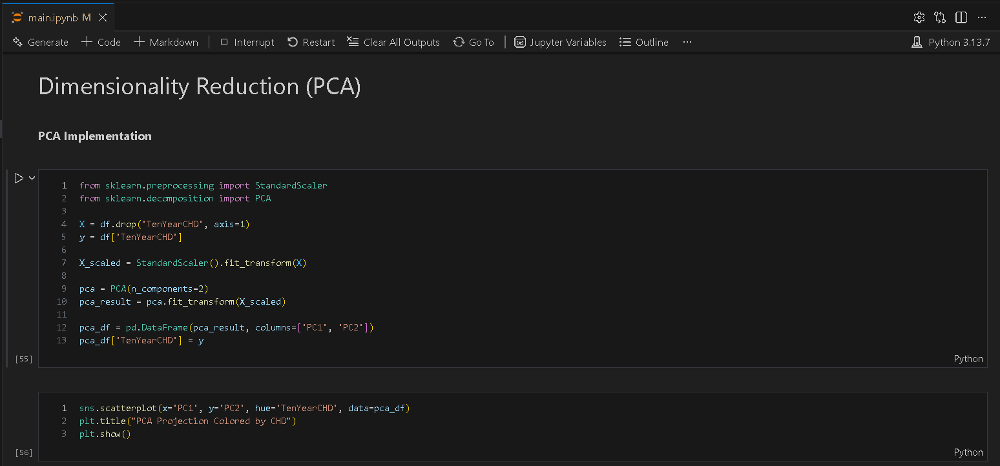 main.ipynb M
Generate Code Markdown Interrupt Restart Clear All Outputs Go To Jupyter Variables Outline ... Python 3.13.7
Dimensionality Reduction (PCA)
PCA Implementation
1 from sklearn.preprocessing import StandardScaler
2 from sklearn.decomposition import PCA
3
4 X = df.drop('TenYearCHD', axis=1)
5 y = df['TenYearCHD']
6
7 X_scaled = StandardScaler().fit_transform(X)
8
9 pca = PCA(n_components=2)
10 pca_result = pca.fit_transform(X_scaled)
11
12 pca_df = pd.DataFrame(pca_result, columns=['PC1', 'PC2'])
13 pca_df['TenYearCHD'] = y
[55] Python
1 sns.scatterplot(x='PC1', y='PC2', hue='TenYearCHD', data=pca_df)
2 plt.title("PCA Projection Colored by CHD")
3 plt.show()
[56] Python